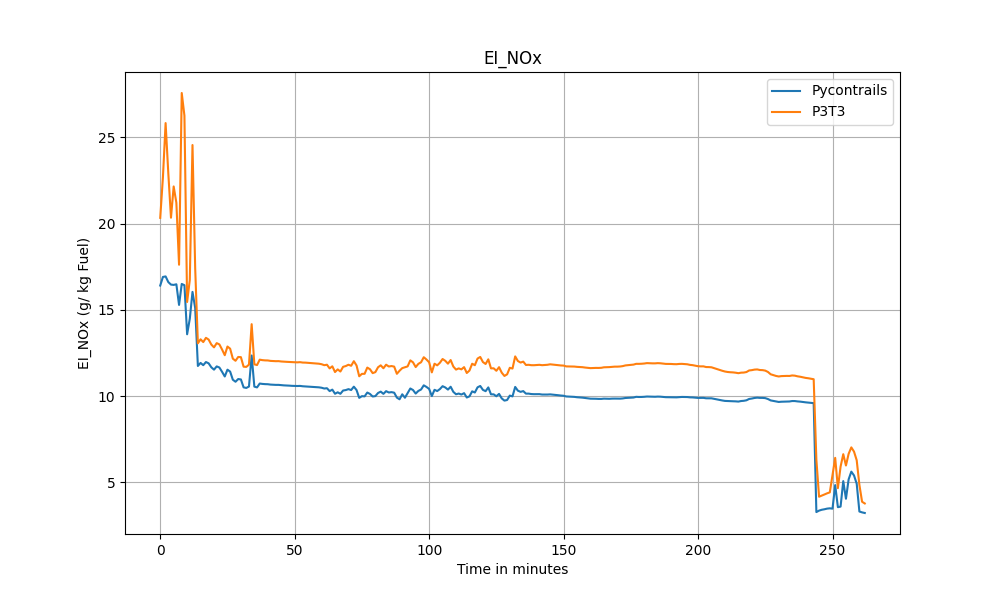 EI_NOx
Pycontrails
P3T3
EI_NOx (g/ kg Fuel)
25
20
15
10
5
0 50 100 150 200 250
Time in minutes